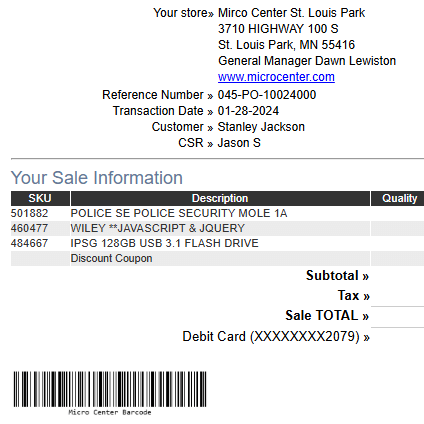 Your store» Mirco Center St. Louis Park
3710 HIGHWAY 100 S
St. Louis Park, MN 55416
General Manager Dawn Lewiston
www.microcenter.com
Reference Number » 045-PO-10024000
Transaction Date » 01-28-2024
Customer » Stanley Jackson
CSR » Jason S
Your Sale Information
SKU Description Quality
501882 POLICE SE POLICE SECURITY MOLE 1A
460477 WILEY **JAVASCRIPT & JQUERY
484667 IPSG 128GB USB 3.1 FLASH DRIVE
Discount Coupon
Subtotal »
Tax »
Sale TOTAL »
Debit Card (XXXXXXXX2079) »
Micro Center Barcode